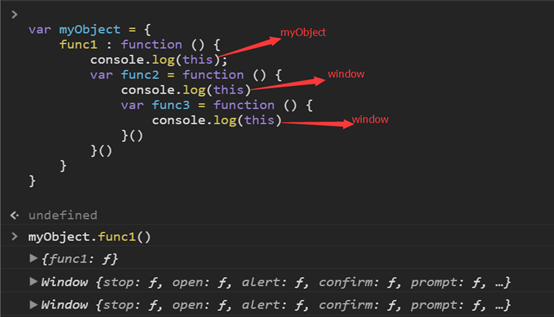 >
var myObject = {
    func1 : function () {
        console.log(this); myObject
        var func2 = function () {
            console.log(this) window
            var func3 = function () {
                console.log(this) window
            }()
        }()
    }
}
undefined
> myObject.func1()
▶{func1: ƒ}
▶Window {stop: ƒ, open: ƒ, alert: ƒ, confirm: ƒ, prompt: ƒ, …}
▶Window {stop: ƒ, open: ƒ, alert: ƒ, confirm: ƒ, prompt: ƒ, …}